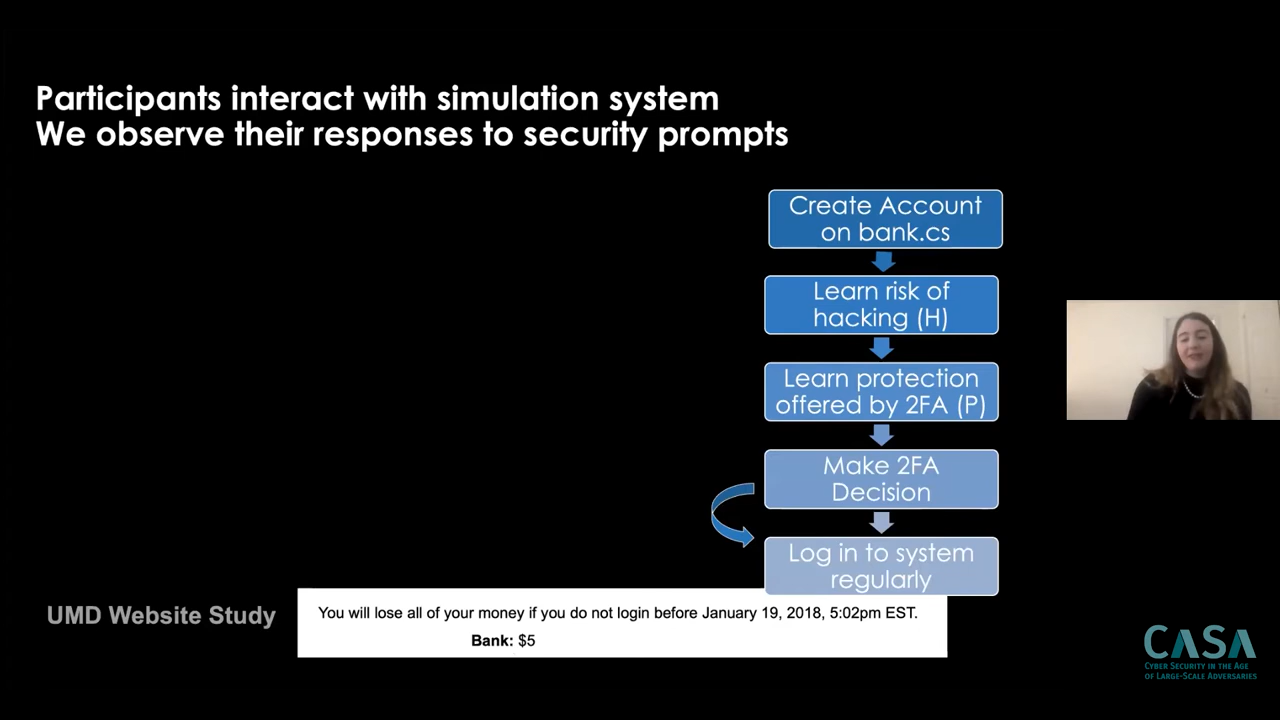 Participants interact with simulation system
We observe their responses to security prompts
Create Account
on bank.cs
Learn risk of
hacking (H)
Learn protection
offered by 2FA (P)
Make 2FA
Decision
Log in to system
regularly
UMD Website Study
You will lose all of your money if you do not login before January 19, 2018, 5:02pm EST.
Bank: $5
CASA
Cyber Security in the Age
of Large-Scale Adversaries